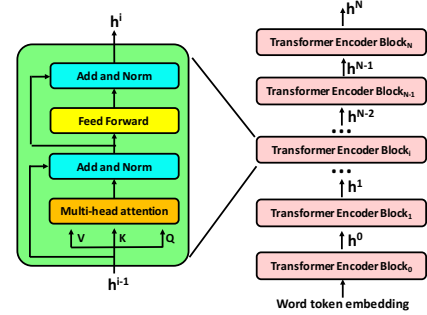 h^i
Add and Norm
Feed Forward
Add and Norm
Multi-head attention
V K Q
h^i-1
h^N
Transformer Encoder Block_N
h^N-1
Transformer Encoder Block_N-1
h^N-2
...
Transformer Encoder Block_i
...
h^1
Transformer Encoder Block_1
h^0
Transformer Encoder Block_0
Word token embedding